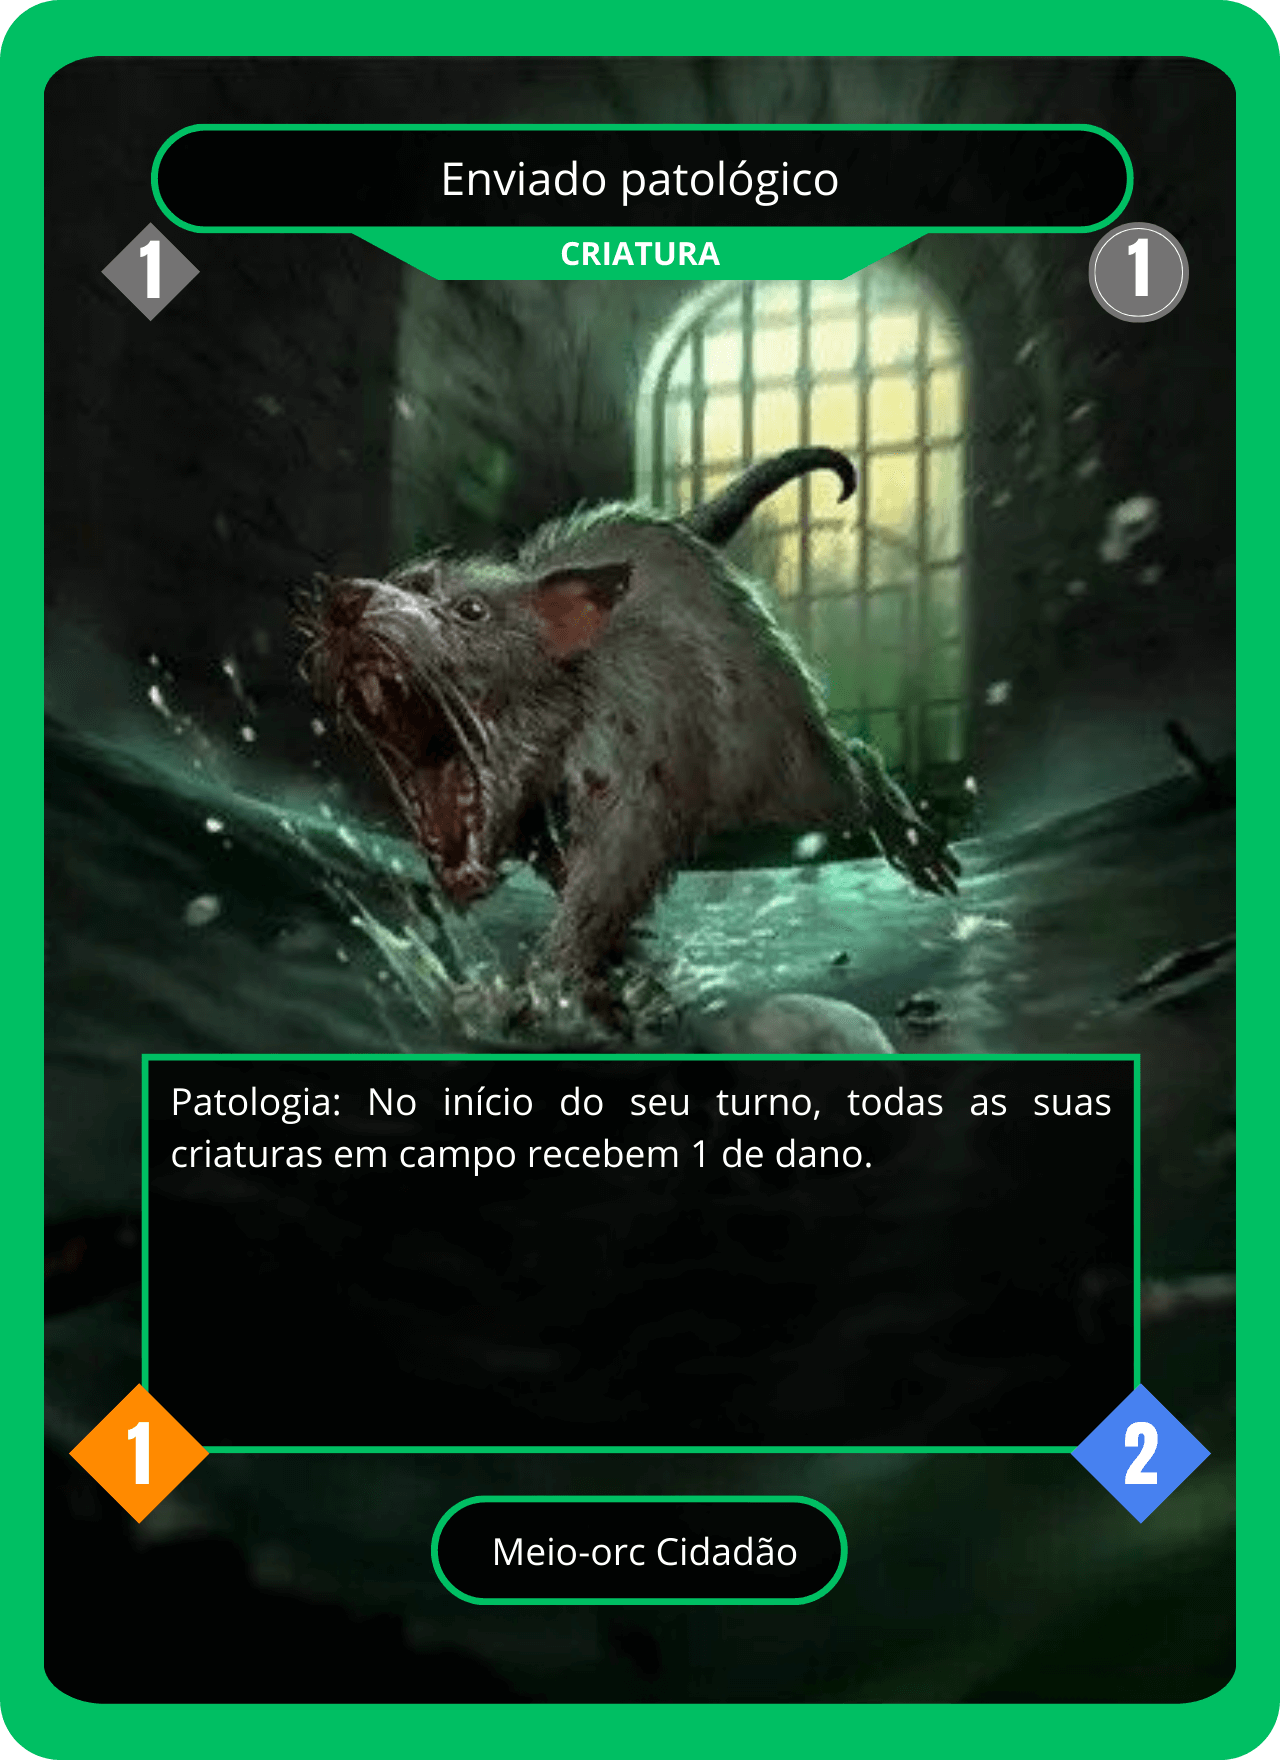 Enviado patológico
CRIATURA
1
1
Patologia: No início do seu turno, todas as suas
criaturas em campo recebem 1 de dano.
1
2
Meio-orc Cidadão